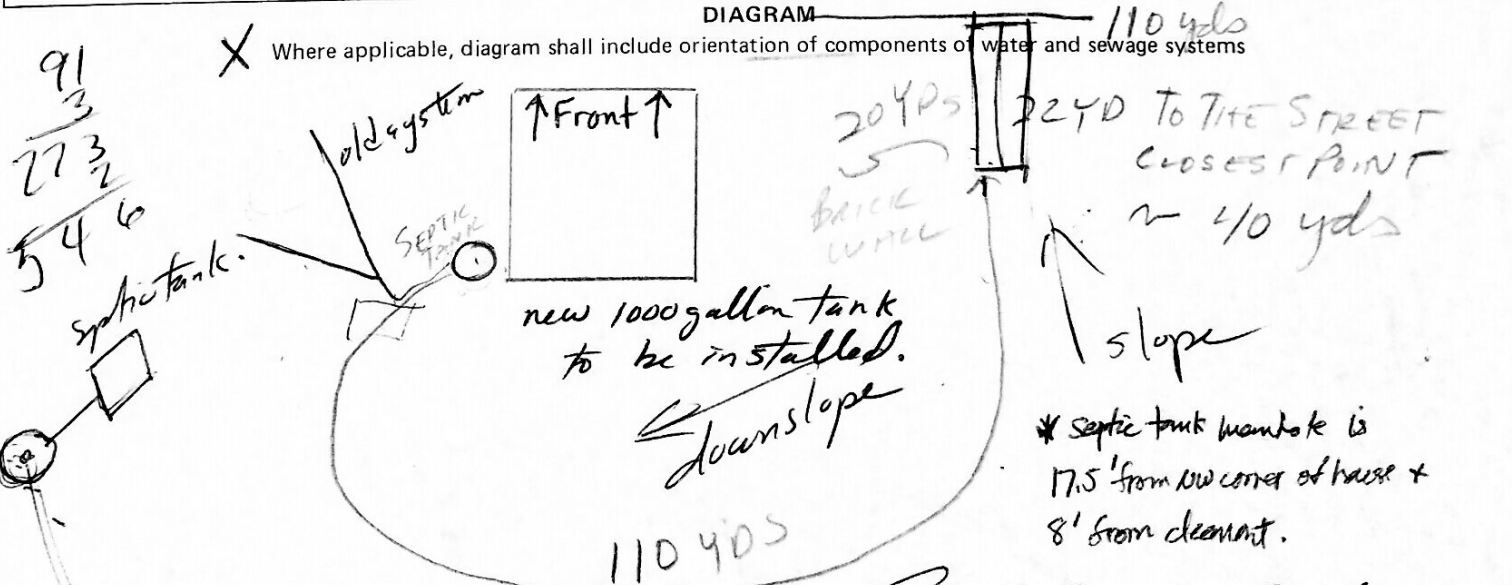 DIAGRAM
110 yds
X Where applicable, diagram shall include orientation of components of water and sewage systems
91
3
273
2
546
old system
↑Front↑
20 YDS
BRICK
WALL
22 YD TO THE STREET
CLOSEST POINT
~ 40 yds
SEPTIC
TANK
septic tank.
new 1000 gallon tank
to be installed.
downslope
slope
* septic tank manhole is
17.5' from NW corner of house +
8' from cleanout.
110 YDS